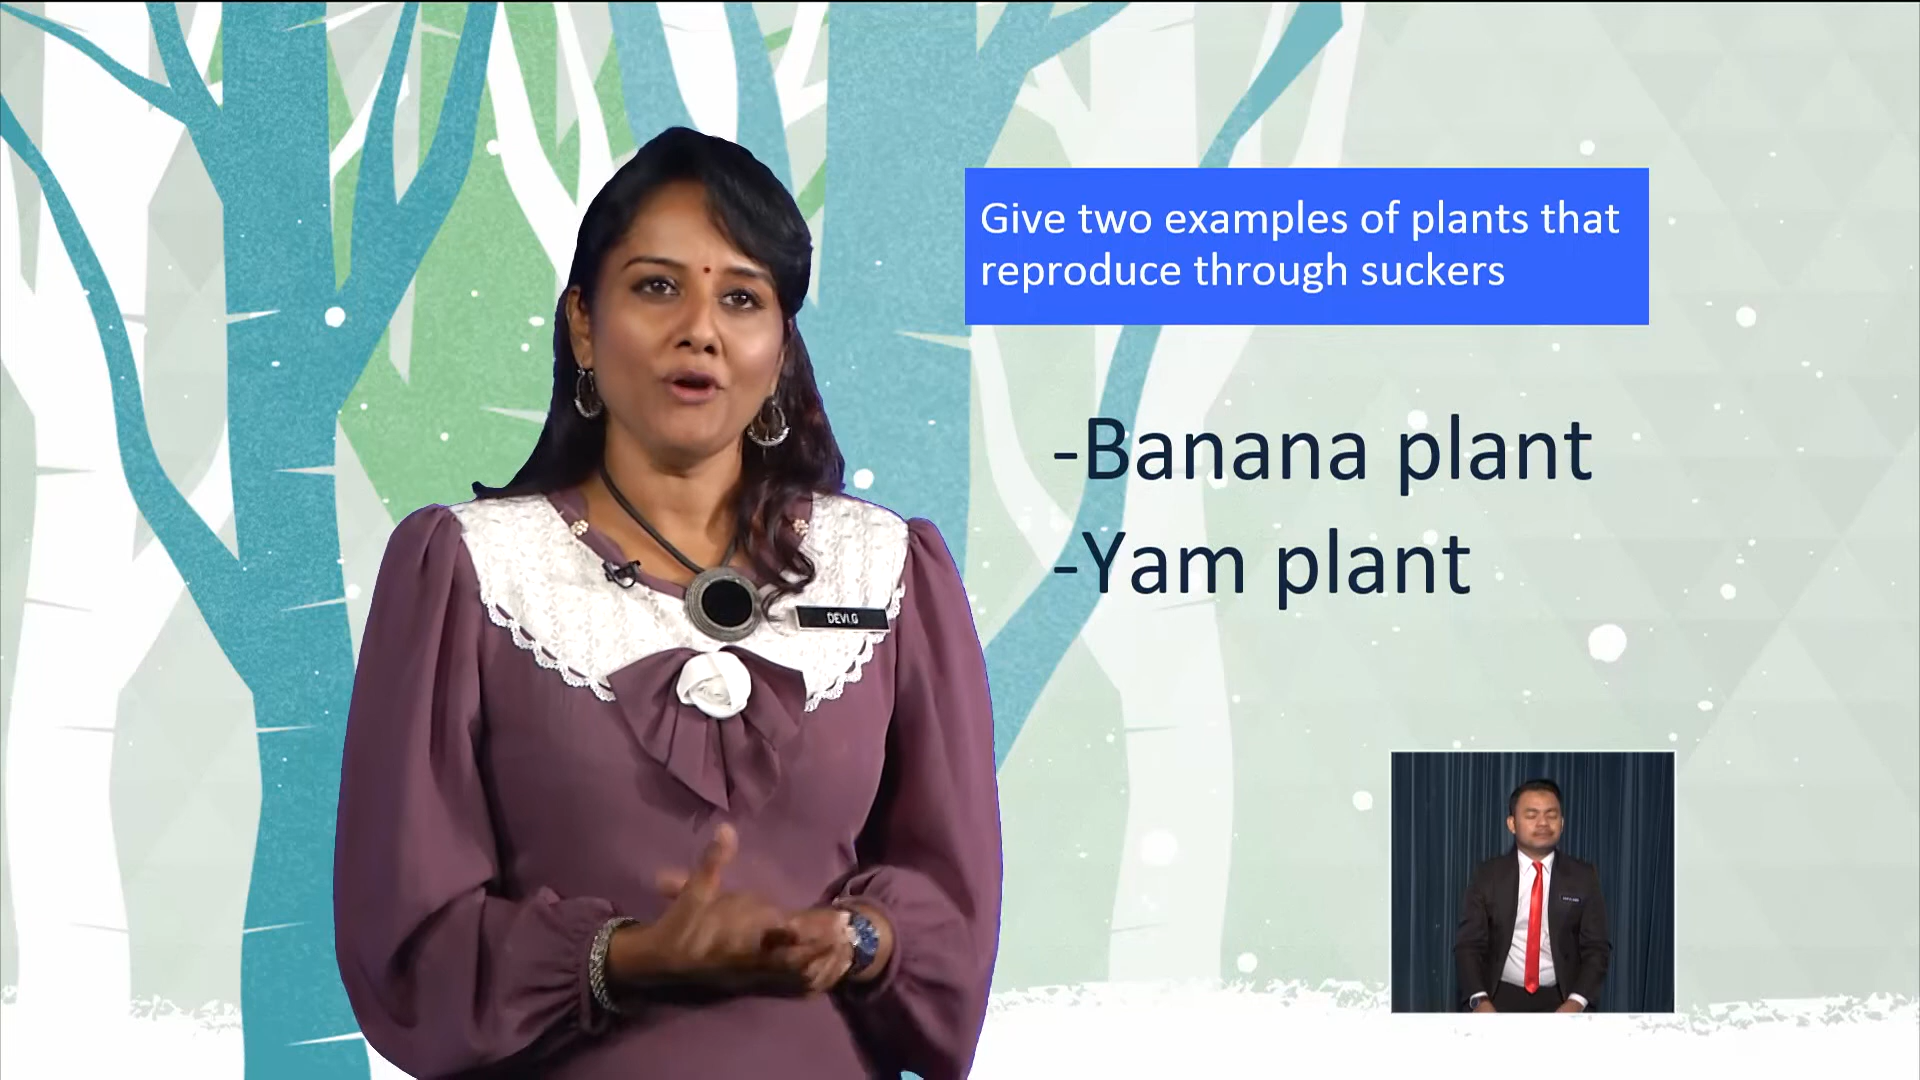 Give two examples of plants that
reproduce through suckers
-Banana plant
-Yam plant
DEVI.G